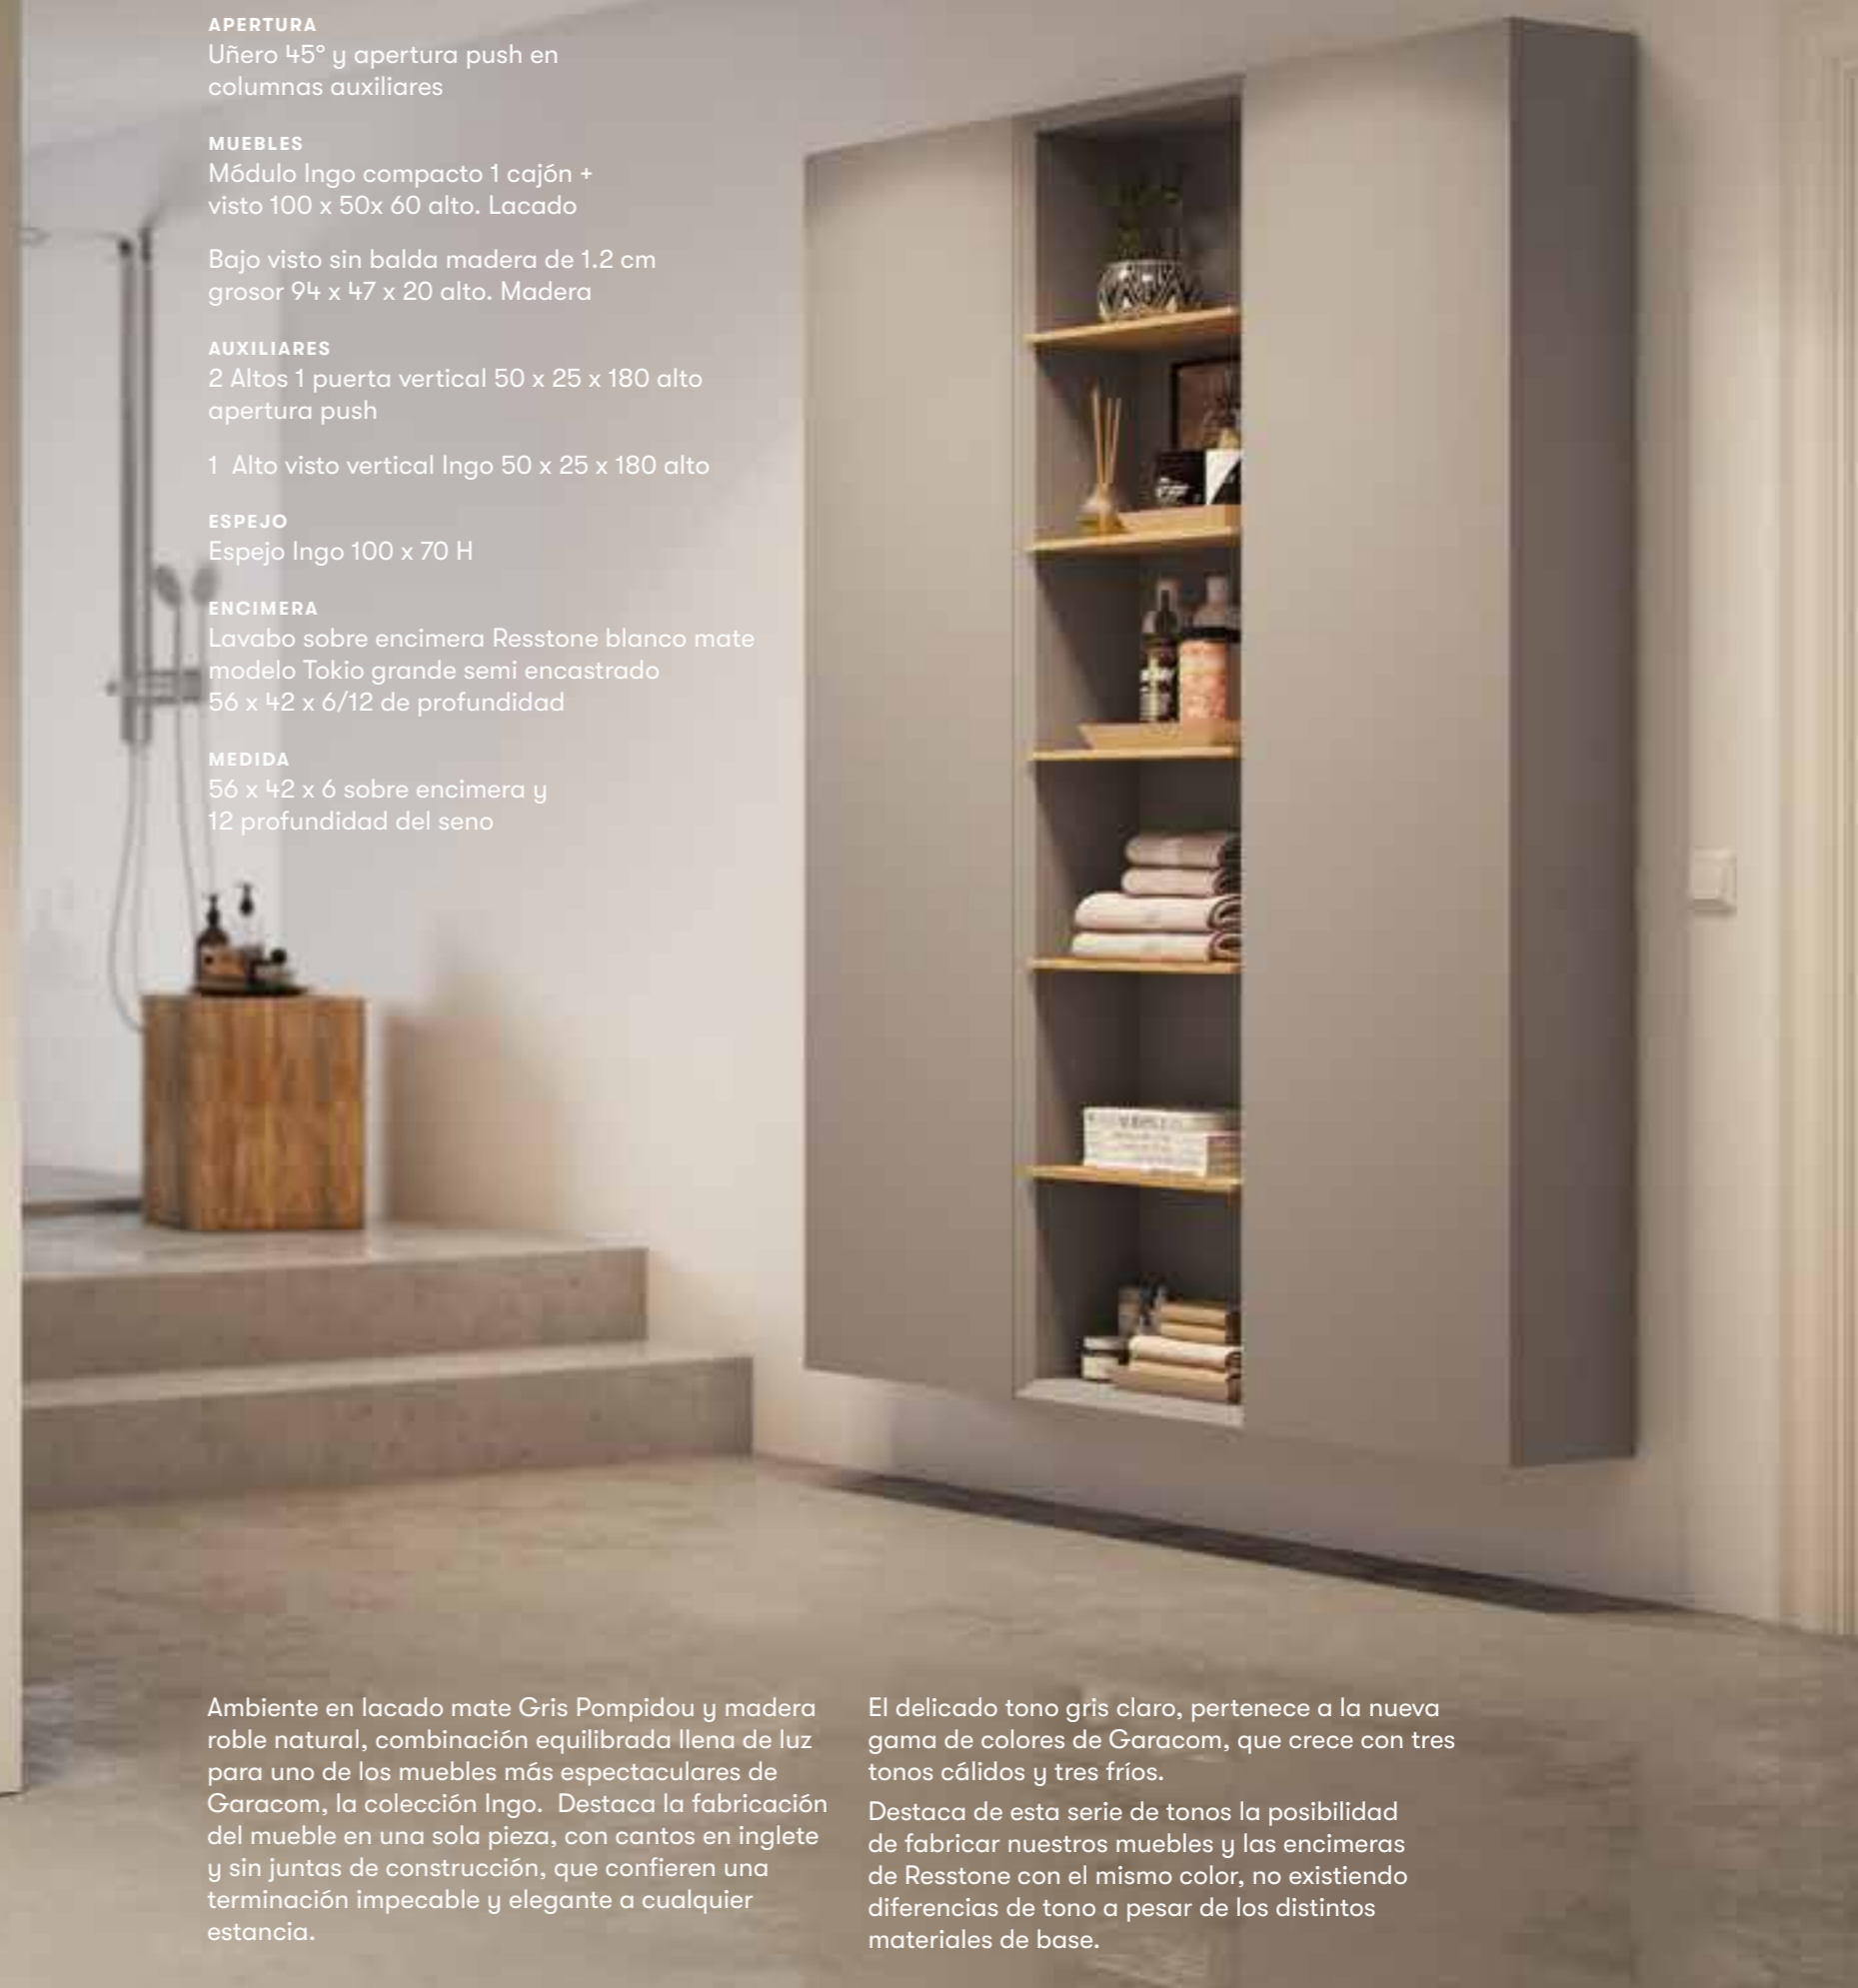 APERTURA
Uñero 45° y apertura push en
columnas auxiliares
MUEBLES
Módulo Ingo compacto 1 cajón +
visto 100 x 50x 60 alto. Lacado
Bajo visto sin balda madera de 1.2 cm
grosor 94 x 47 x 20 alto. Madera
AUXILIARES
2 Altos 1 puerta vertical 50 x 25 x 180 alto
apertura push
1 Alto visto vertical Ingo 50 x 25 x 180 alto
ESPEJO
Espejo Ingo 100 x 70 H
ENCIMERA
Lavabo sobre encimera Resstone blanco mate
modelo Tokio grande semi encastrado
56 x 42 x 6/12 de profundidad
MEDIDA
56 x 42 x 6 sobre encimera y
12 profundidad del seno
Ambiente en lacado mate Gris Pompidou y madera
roble natural, combinación equilibrada llena de luz
para uno de los muebles más espectaculares de
Garacom, la colección Ingo. Destaca la fabricación
del mueble en una sola pieza, con cantos en inglete
y sin juntas de construcción, que confieren una
terminación impecable y elegante a cualquier
estancia.
El delicado tono gris claro, pertenece a la nueva
gama de colores de Garacom, que crece con tres
tonos cálidos y tres fríos.
Destaca de esta serie de tonos la posibilidad
de fabricar nuestros muebles y las encimeras
de Resstone con el mismo color, no existiendo
diferencias de tono a pesar de los distintos
materiales de base.